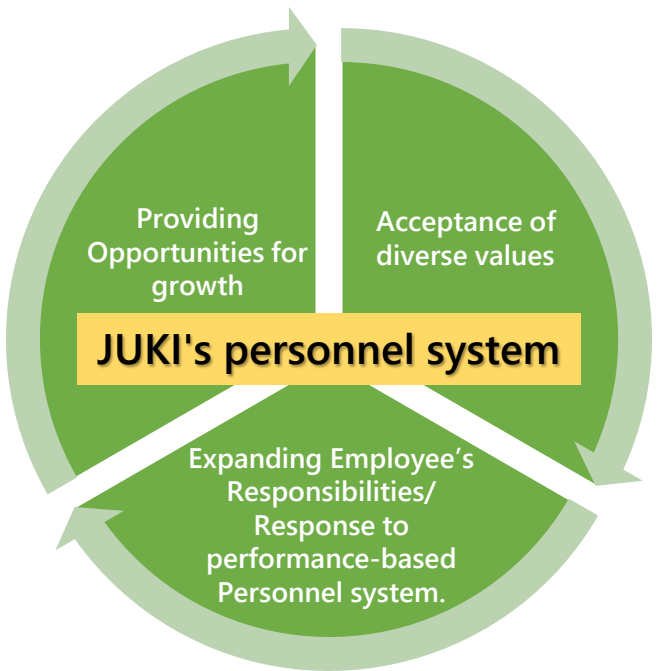 Providing
Opportunities for
growth
Acceptance of
diverse values
JUKI's personnel system
Expanding Employee’s
Responsibilities/
Response to
performance-based
Personnel system.